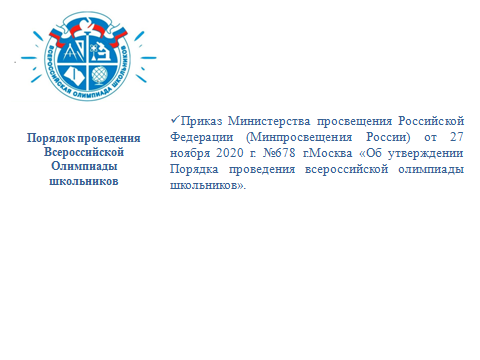 ВСЕРОССИЙСКАЯ ОЛИМПИАДА ШКОЛЬНИКОВ
Порядок проведения
Всероссийской
Олимпиады
школьников
✓Приказ Министерства просвещения Российской
Федерации (Минпросвещения России) от 27
ноября 2020 г. №678 г.Москва «Об утверждении
Порядка проведения всероссийской олимпиады
школьников».